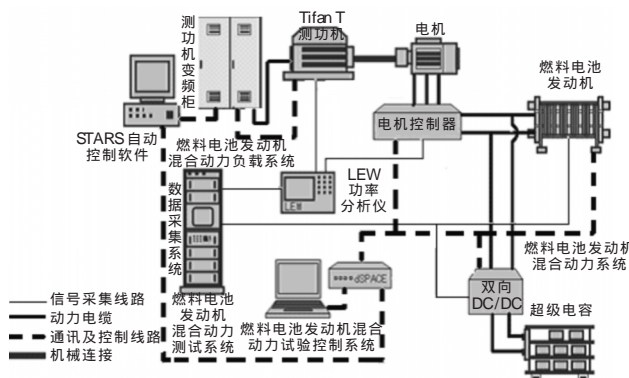 测
功
机
变
频
柜
Tifan T
测功机
电机
燃料电池
发动机
STARS自动
控制软件
电机控制器
燃料电池发动机
混合动力负载系统
LEW
功率
分析仪
LEM
数
据
采
集
系
统
燃料电池发动机
混合动力系统
dSPACE
双向
DC/DC
超级电容
信号采集线路
动力电缆
通讯及控制线路
机械连接
燃料电池
发动机
混合动力
测试系统
燃料电池发动机混合
动力试验控制系统